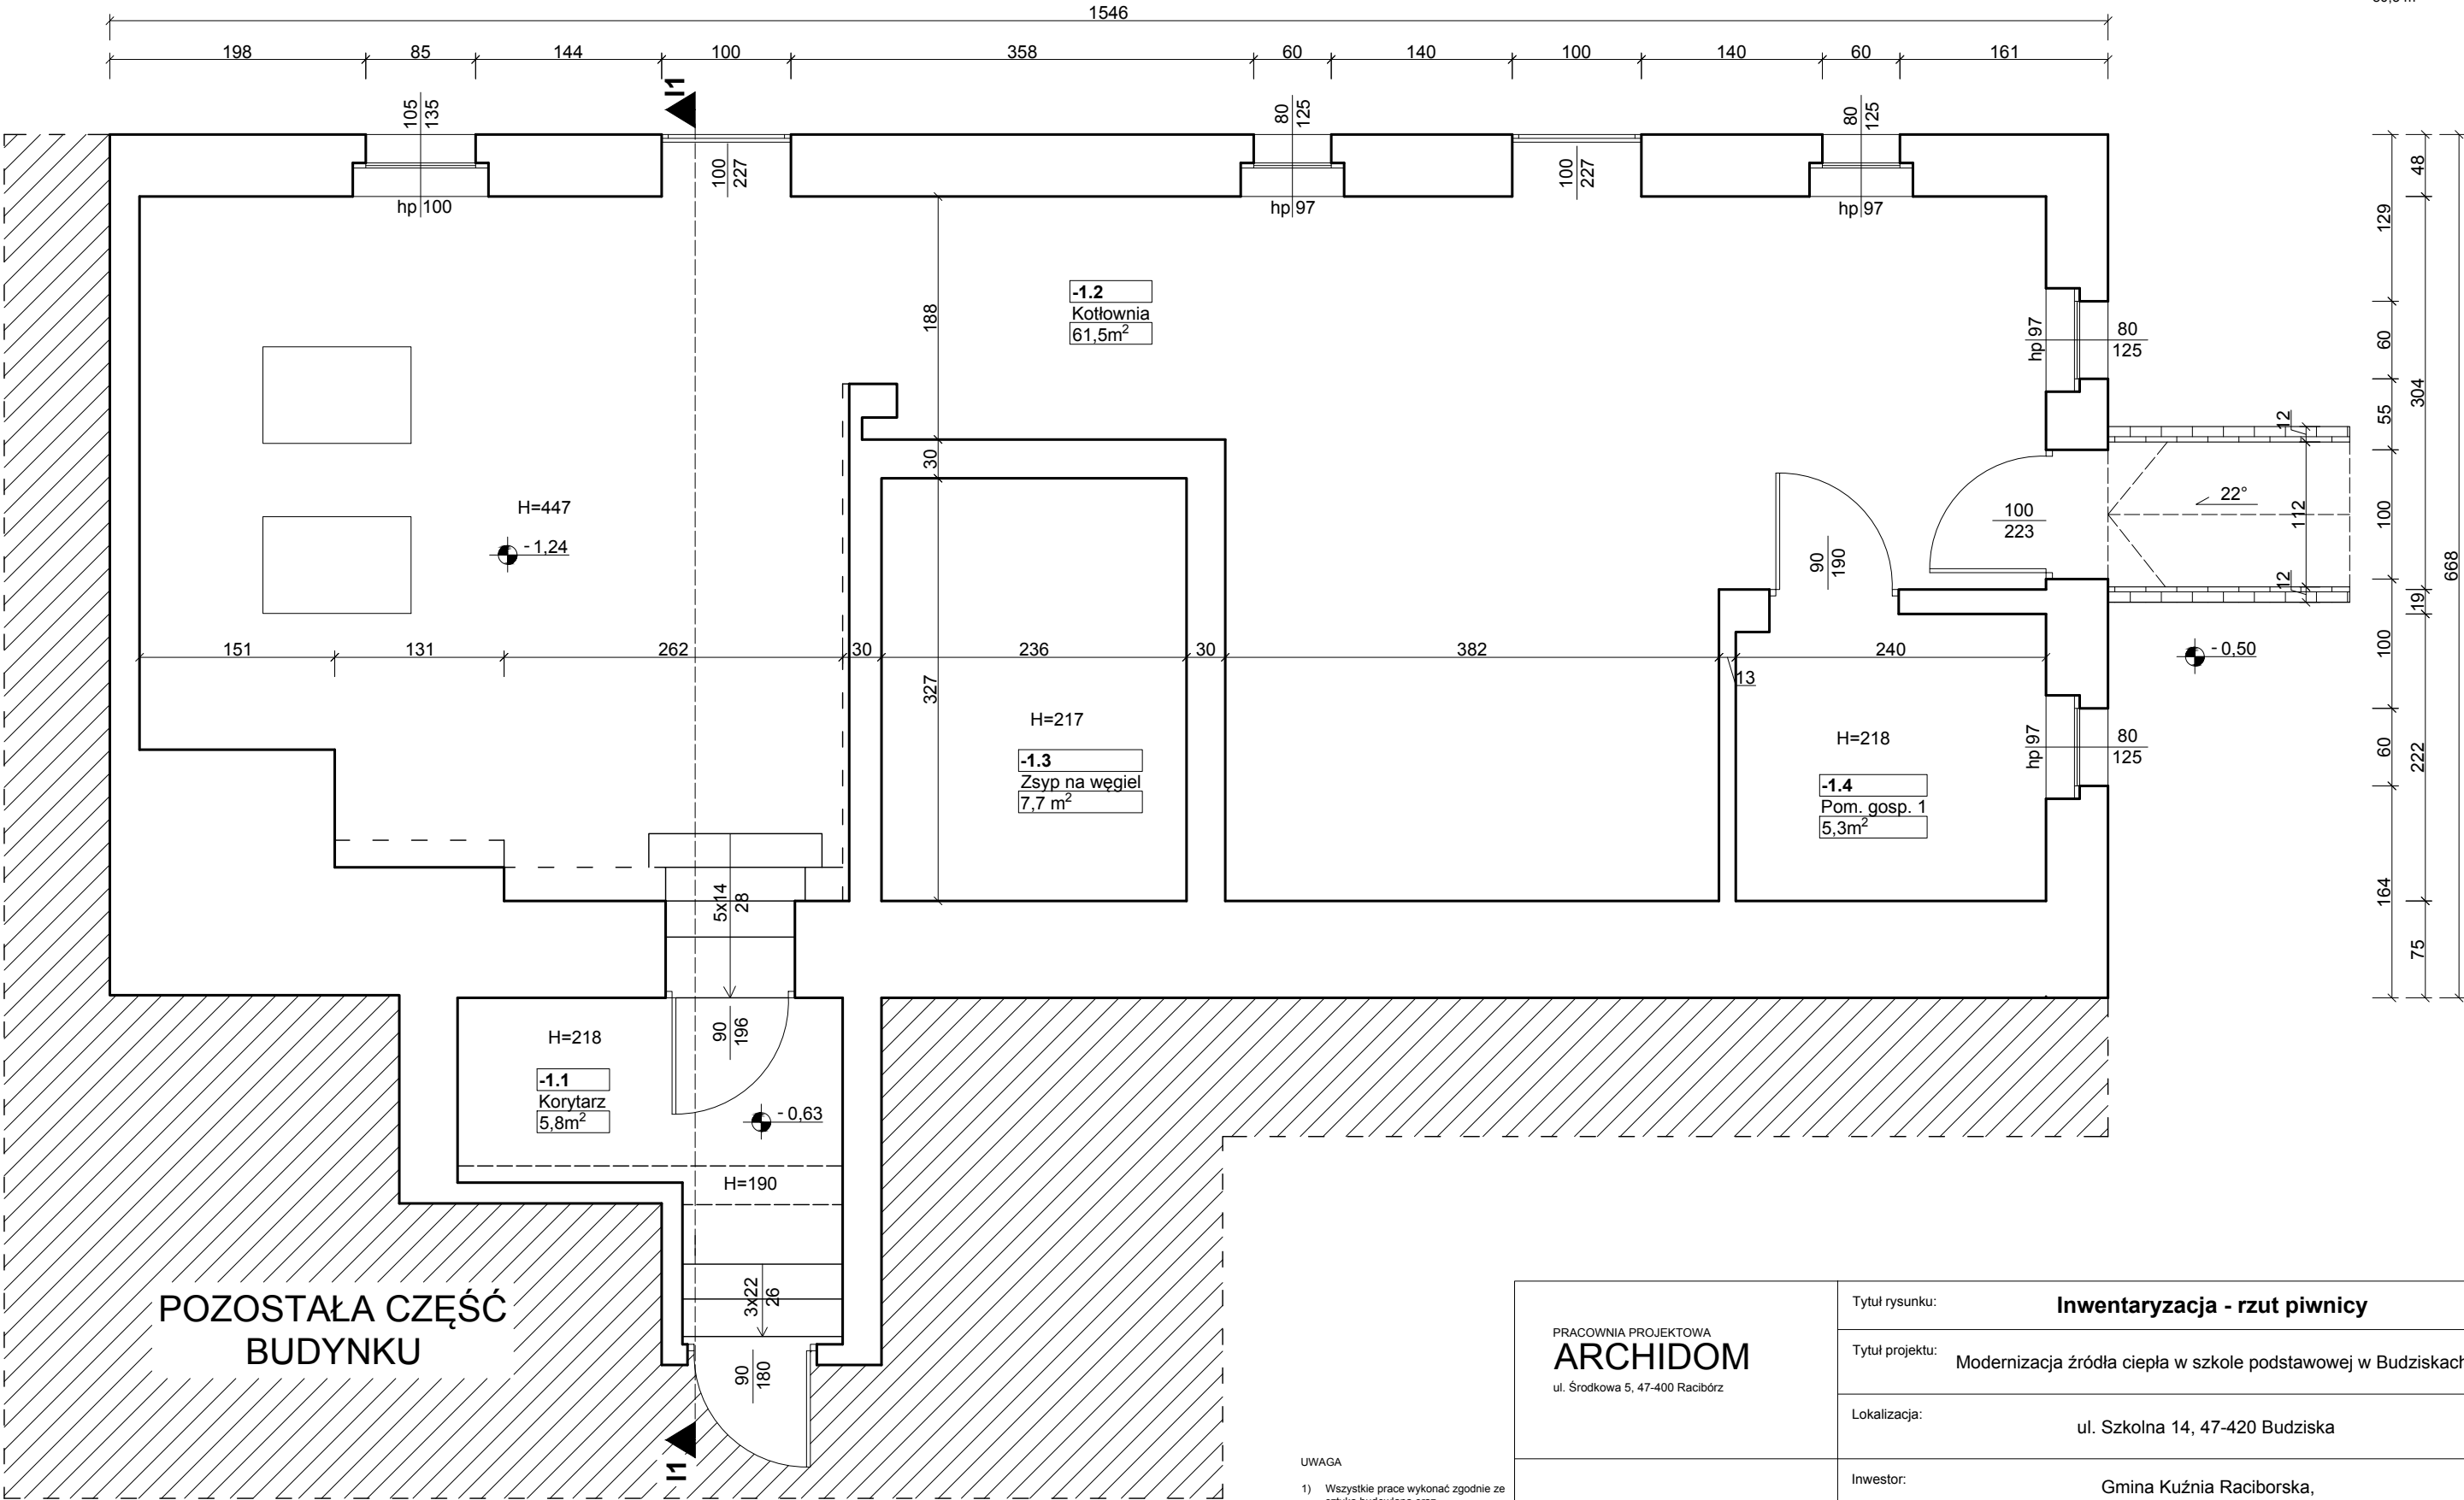 1546
198 85 144 100 358 60 140 100 140 60 161
I1
105
135
100
227
80
125
100
227
80
125
hp 100
hp 97
hp 97
48
129
188
-1.2
Kotłownia
61,5m²
hp 97
80
125
60
304
55
12
30
H=447
- 1,24
22°
100
223
112
100
90
190
668
12
19
151 131 262 30 236 30 382 13 240
- 0,50
100
327
H=217
-1.3
Zsyp na węgiel
7,7 m²
H=218
-1.4
Pom. gosp. 1
5,3m²
hp 97
80
125
60
222
164
5x14
28
75
H=218
90
196
-1.1
Korytarz
5,8m²
- 0,63
H=190
3x22
26
POZOSTAŁA CZĘŚĆ
BUDYNKU
90
180
I1
PRACOWNIA PROJEKTOWA
ARCHIDOM
ul. Środkowa 5, 47-400 Racibórz
Tytuł rysunku: Inwentaryzacja - rzut piwnicy
Tytuł projektu: Modernizacja źródła ciepła w szkole podstawowej w Budziskach
Lokalizacja: ul. Szkolna 14, 47-420 Budziska
Inwestor: Gmina Kuźnia Raciborska,
UWAGA
1) Wszystkie prace wykonać zgodnie ze